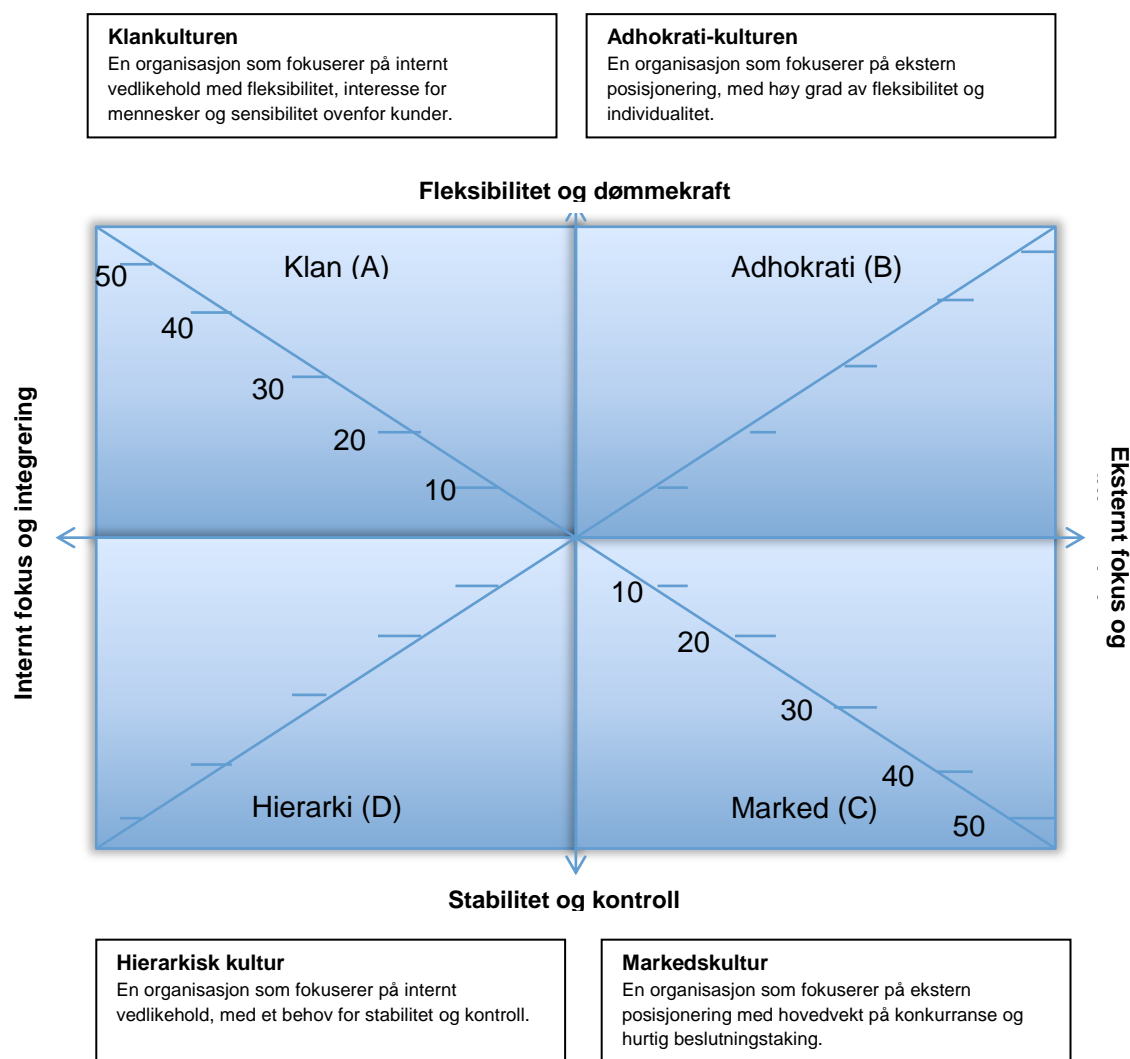 Klankulturen
En organisasjon som fokuserer på internt
vedlikehold med fleksibilitet, interesse for
mennesker og sensibilitet ovenfor kunder.
Adhokrati-kulturen
En organisasjon som fokuserer på ekstern
posisjonering, med høy grad av fleksibilitet og
individualitet.
Fleksibilitet og dømmekraft
Klan (A)
Adhokrati (B)
50
40
30
20
10
Internt fokus og integrering
Eksternt fokus og
10
20
30
40
50
Hierarki (D)
Marked (C)
Stabilitet og kontroll
Hierarkisk kultur
En organisasjon som fokuserer på internt
vedlikehold, med et behov for stabilitet og kontroll.
Markedskultur
En organisasjon som fokuserer på ekstern
posisjonering med hovedvekt på konkurranse og
hurtig beslutningstaking.